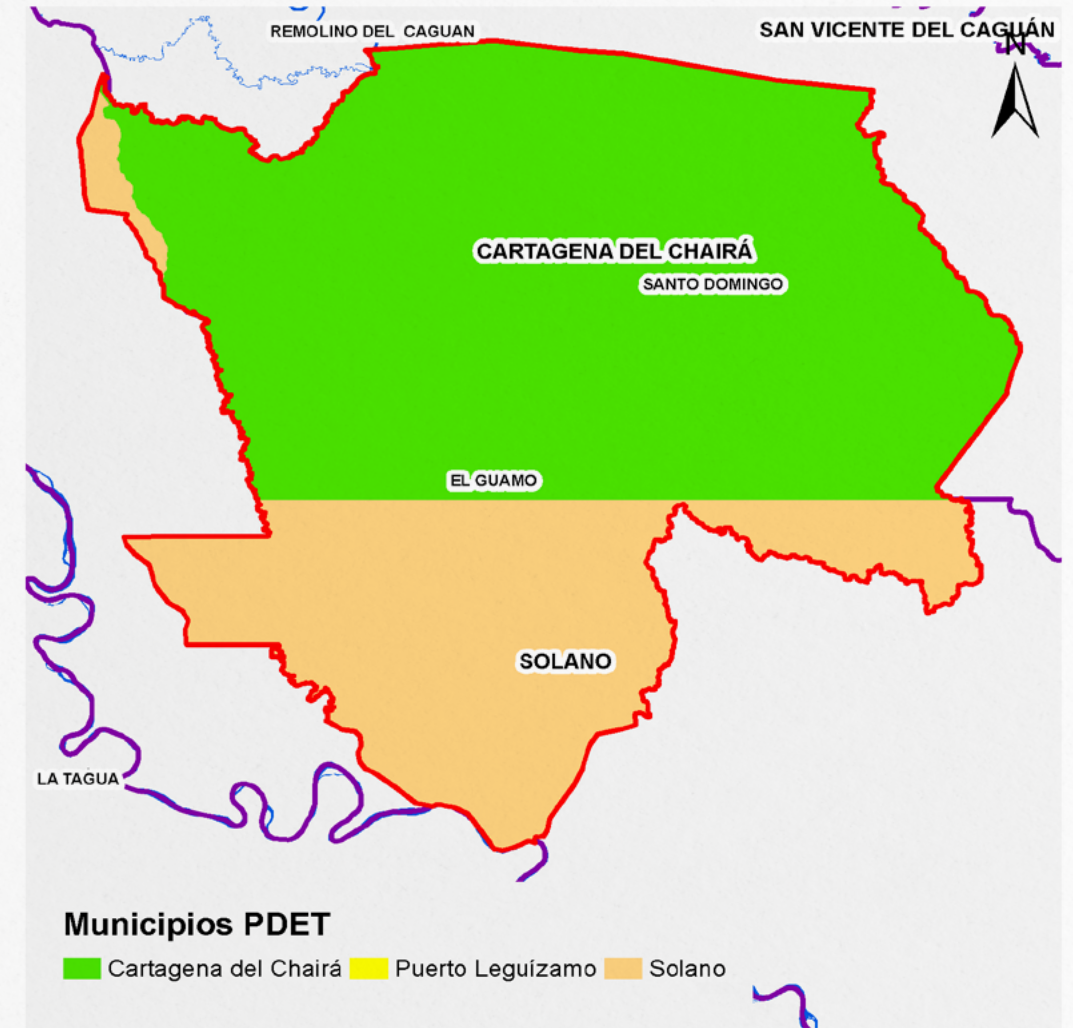 REMOLINO DEL CAGUAN
SAN VICENTE DEL CAGUÁN
N
CARTAGENA DEL CHAIRÁ
SANTO DOMINGO
EL GUAMO
SOLANO
LA TAGUA
Municipios PDET
Cartagena del Chairá Puerto Leguízamo Solano